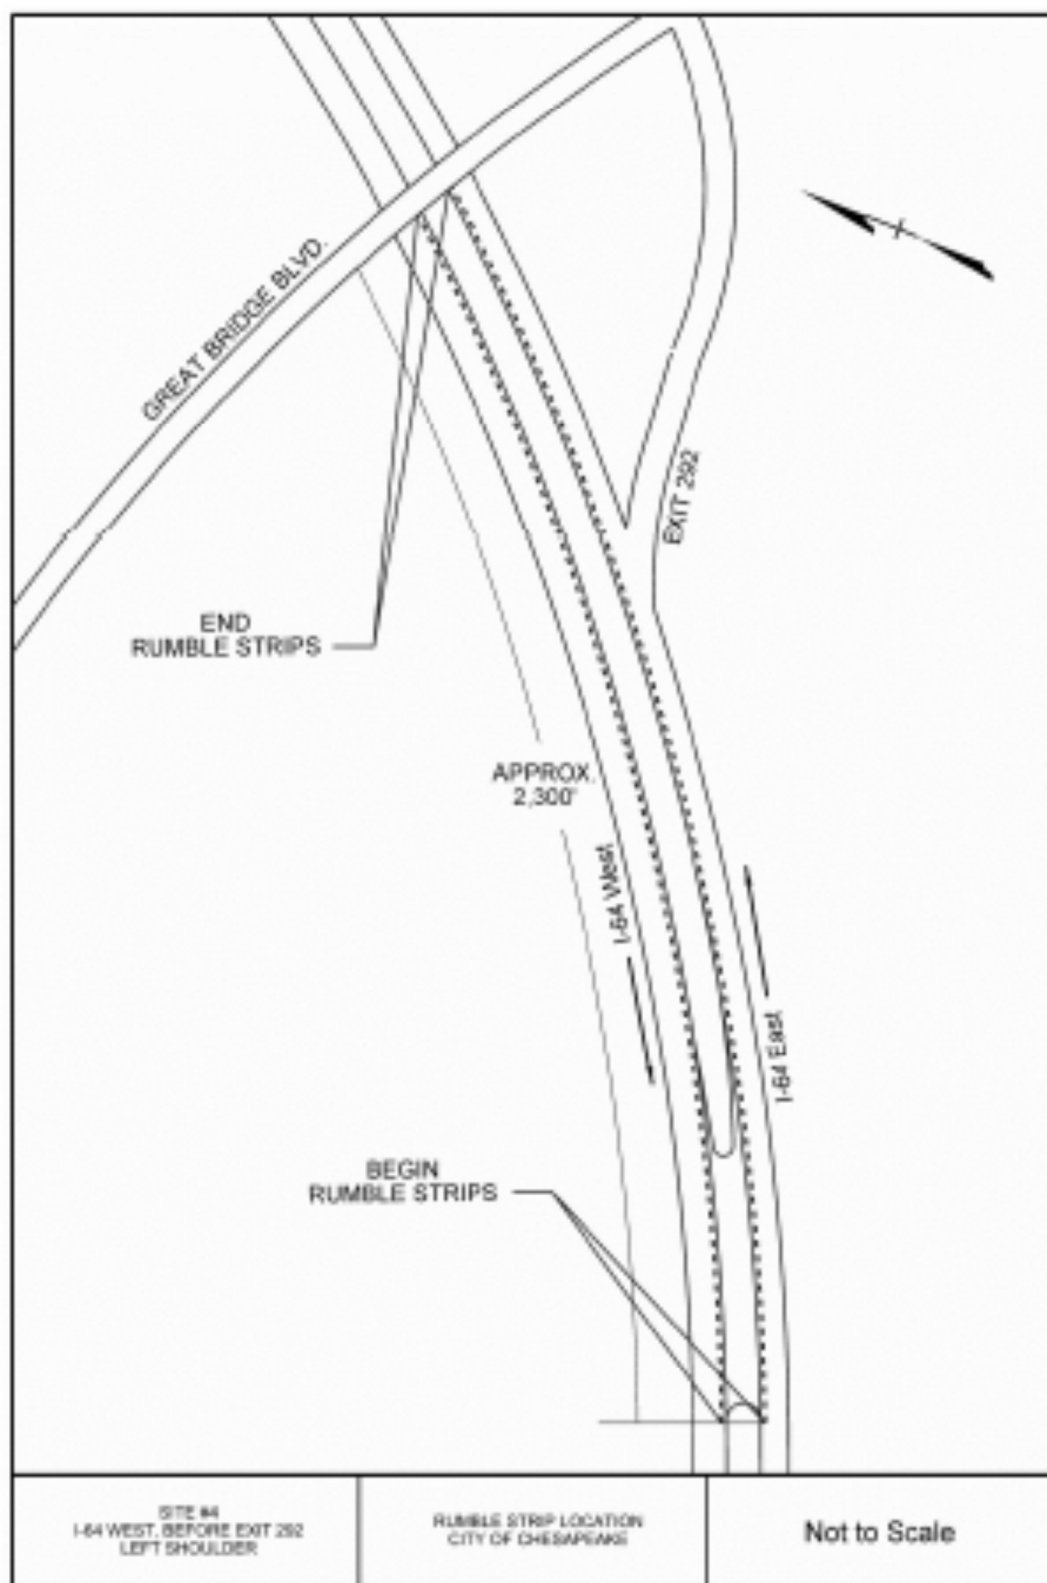 GREAT BRIDGE BLVD.
EXIT 292
END
RUMBLE STRIPS
APPROX.
2,300'
I-64 West
I-64 East
BEGIN
RUMBLE STRIPS
SITE #4
I-64 WEST, BEFORE EXIT 292
LEFT SHOULDER
RUMBLE STRIP LOCATION
CITY OF CHESAPEAKE
Not to Scale